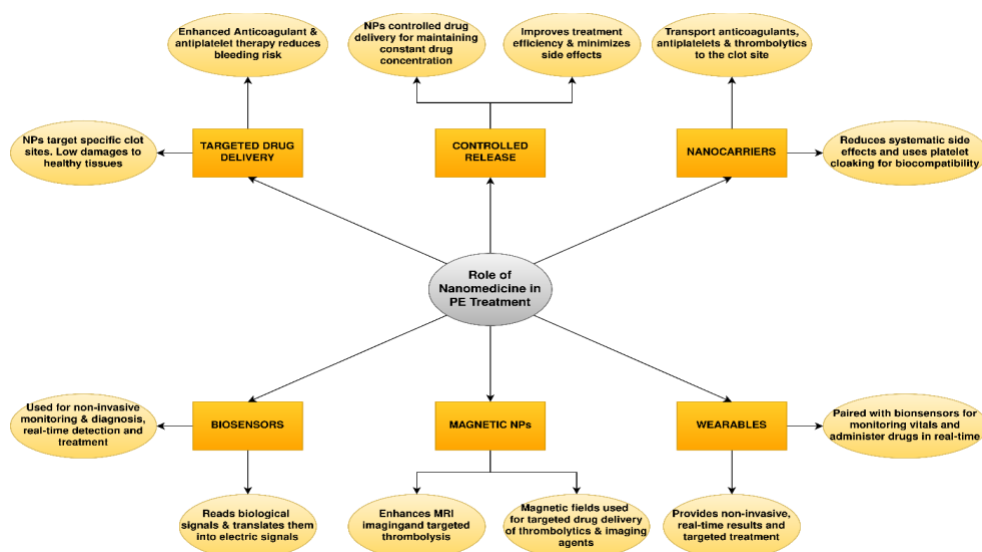 Enhanced Anticoagulant &
antiplatelet therapy reduces
bleeding risk
NPs controlled drug
delivery for maintaining
constant drug
concentration
Improves treatment
efficiency & minimizes
side effects
Transport anticoagulants,
antiplatelets & thrombolytics
to the clot site
NPs target specific clot
sites. Low damages to
healthy tissues
TARGETED DRUG
DELIVERY
CONTROLLED
RELEASE
NANOCARRIERS
Reduces systematic side
effects and uses platelet
cloaking for biocompatibility
Role of
Nanomedicine in
PE Treatment
Used for non-invasive
monitoring & diagnosis,
real-time detection and
treatment
BIOSENSORS
MAGNETIC NPs
WEARABLES
Paired with bionsensors for
monitoring vitals and
administer drugs in real-time
Reads biological
signals & translates them
into electric signals
Enhances MRI
imagingand targeted
thrombolysis
Magnetic fields used
for targeted drug delivery
of thrombolytics & imaging
agents
Provides non-invasive,
real-time results and
targeted treatment